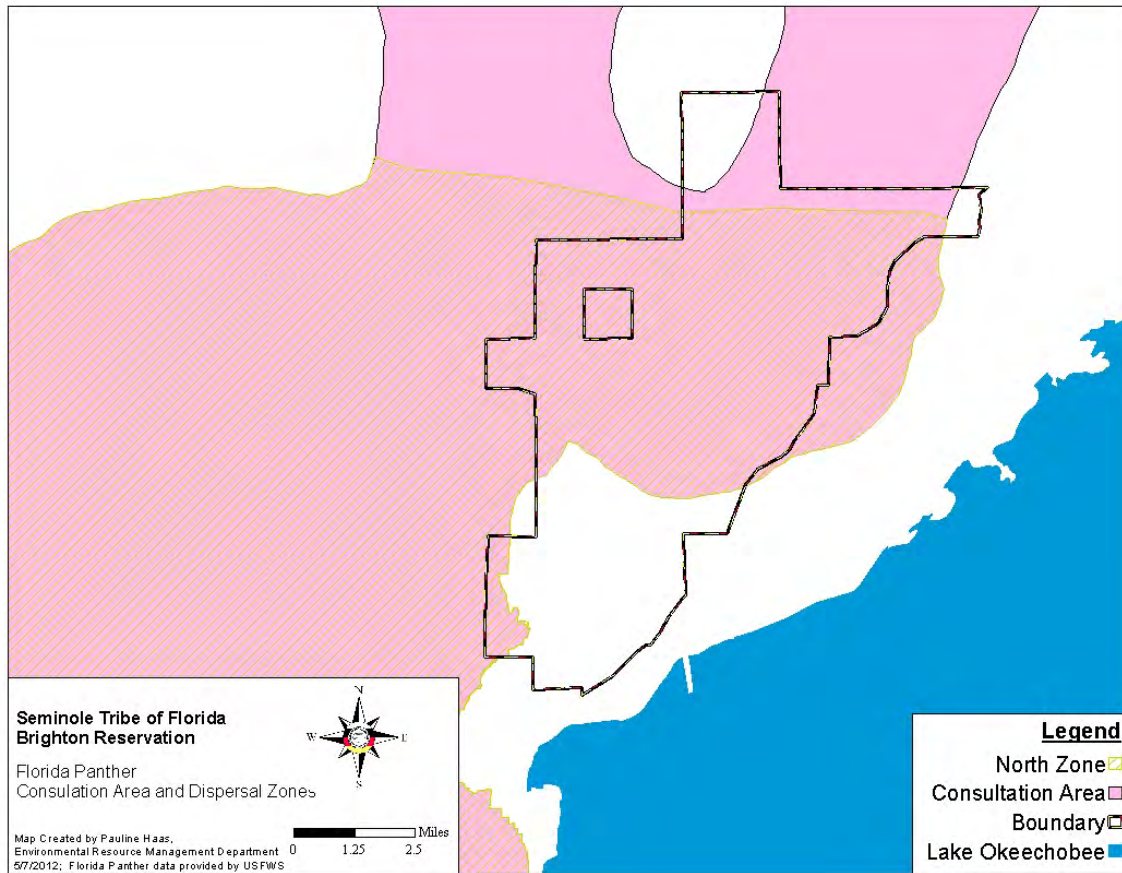 Seminole Tribe of Florida
Brighton Reservation
Florida Panther
Consulation Area and Dispersal Zones
Map Created by Pauline Haas,
Environmental Resource Management Department
5/7/2012; Florida Panther data provided by USFWS
N
W E
S
Miles
0 1.25 2.5
Legend
North Zone
Consultation Area
Boundary
Lake Okeechobee